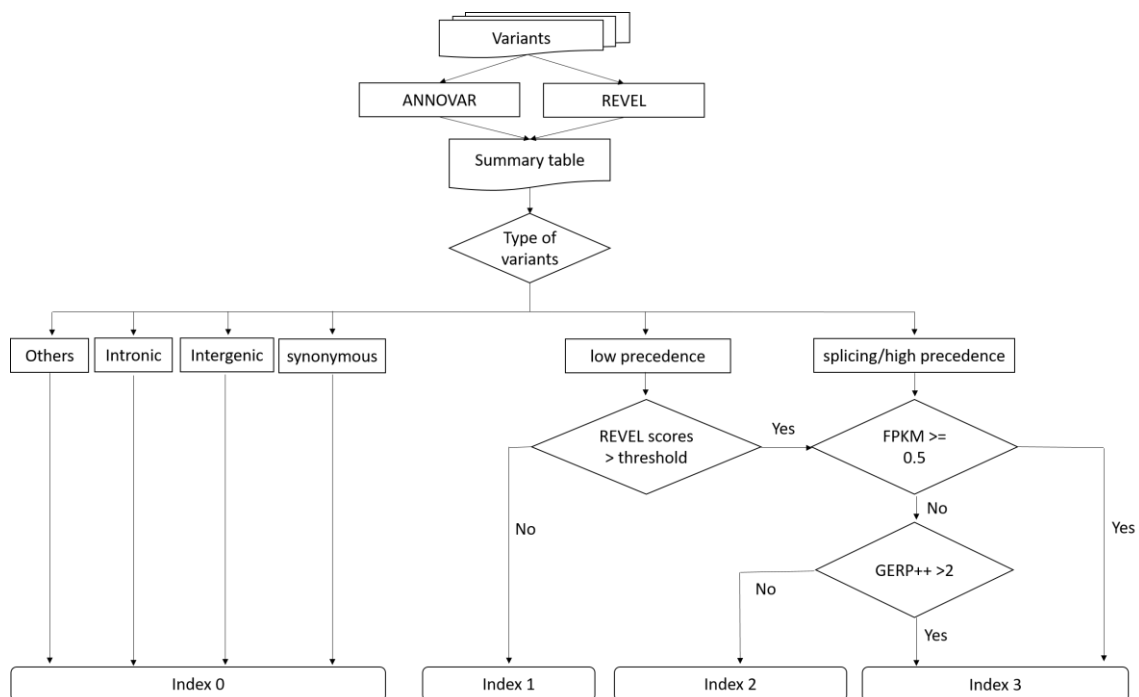 Variants
ANNOVAR
REVEL
Summary table
Type of
variants
Others
Intronic
Intergenic
synonymous
low precedence
splicing/high precedence
REVEL scores
> threshold
Yes
FPKM >=
0.5
No
No
Yes
GERP++ >2
No
Yes
Index 0
Index 1
Index 2
Index 3